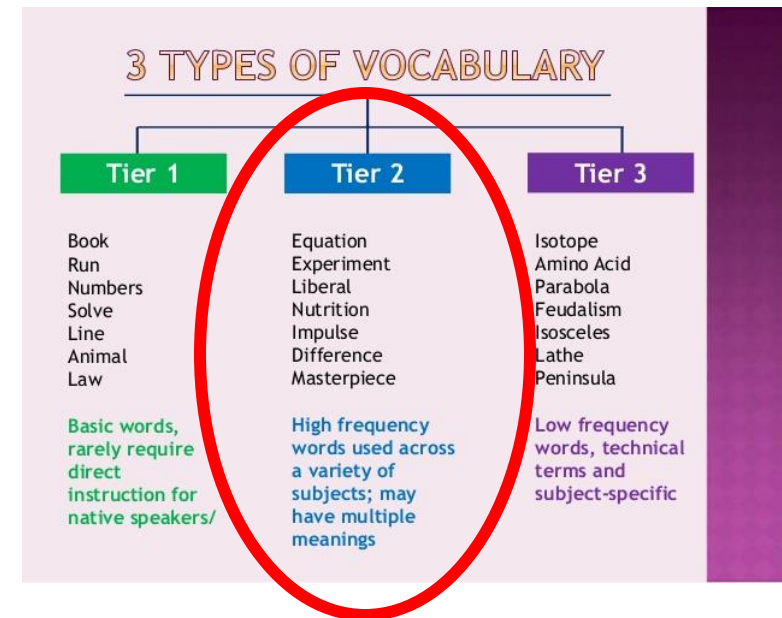 3 TYPES OF VOCABULARY
Tier 1
Book
Run
Numbers
Solve
Line
Animal
Law
Basic words,
rarely require
direct
instruction for
native speakers/
Tier 2
Equation
Experiment
Liberal
Nutrition
Impulse
Difference
Masterpiece
High frequency
words used across
a variety of
subjects; may
have multiple
meanings
Tier 3
Isotope
Amino Acid
Parabola
Feudalism
Isosceles
Lathe
Peninsula
Low frequency
words, technical
terms and
subject-specific